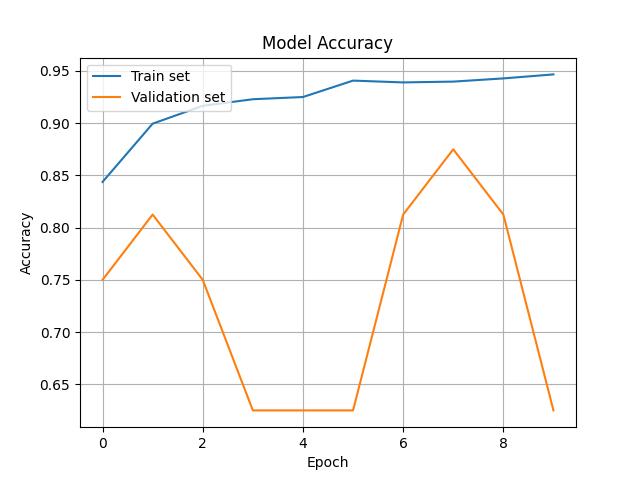 Model Accuracy
Train set
Validation set
0.95
0.90
0.85
0.80
0.75
0.70
0.65
Accuracy
0 2 4 6 8
Epoch